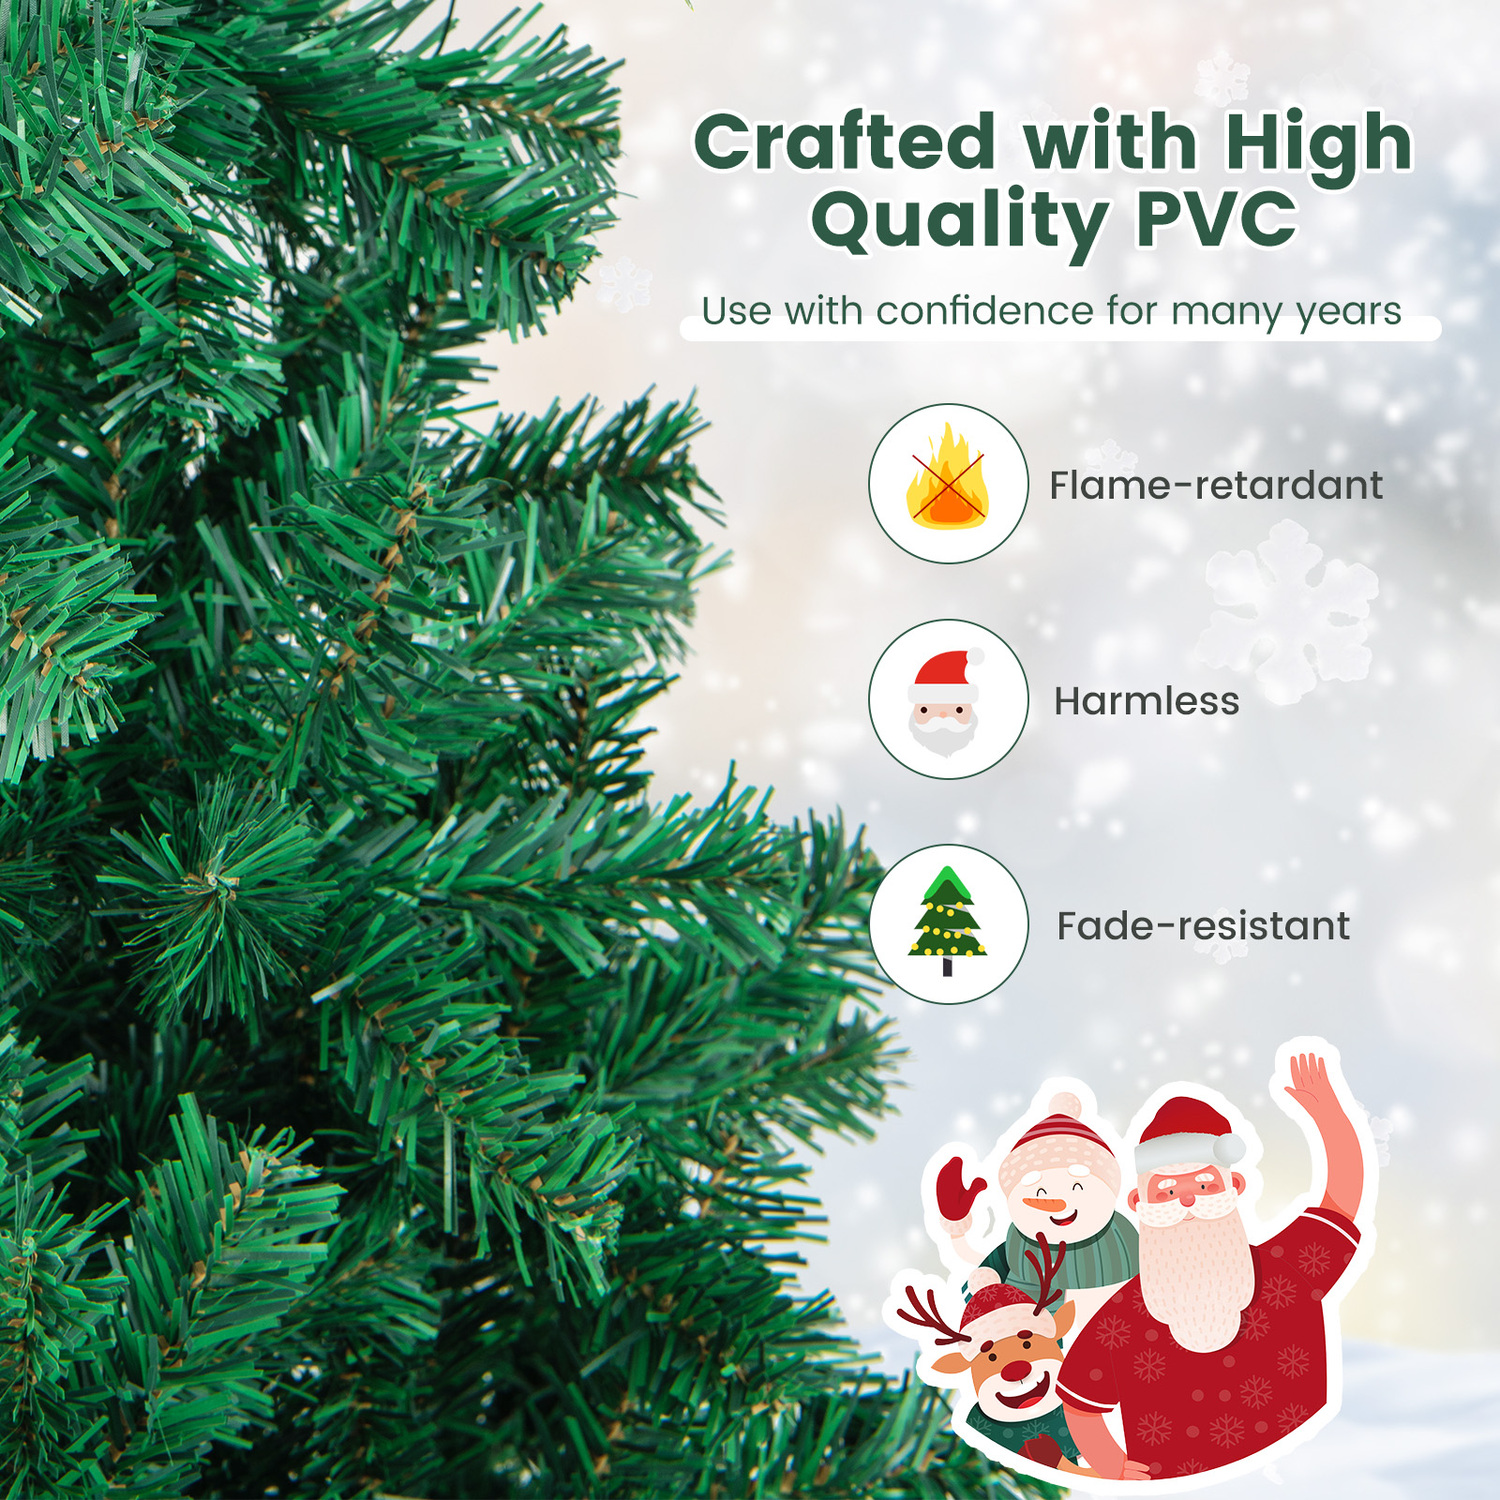 Crafted with High
Quality PVC
Use with confidence for many years
Flame-retardant
Harmless
Fade-resistant